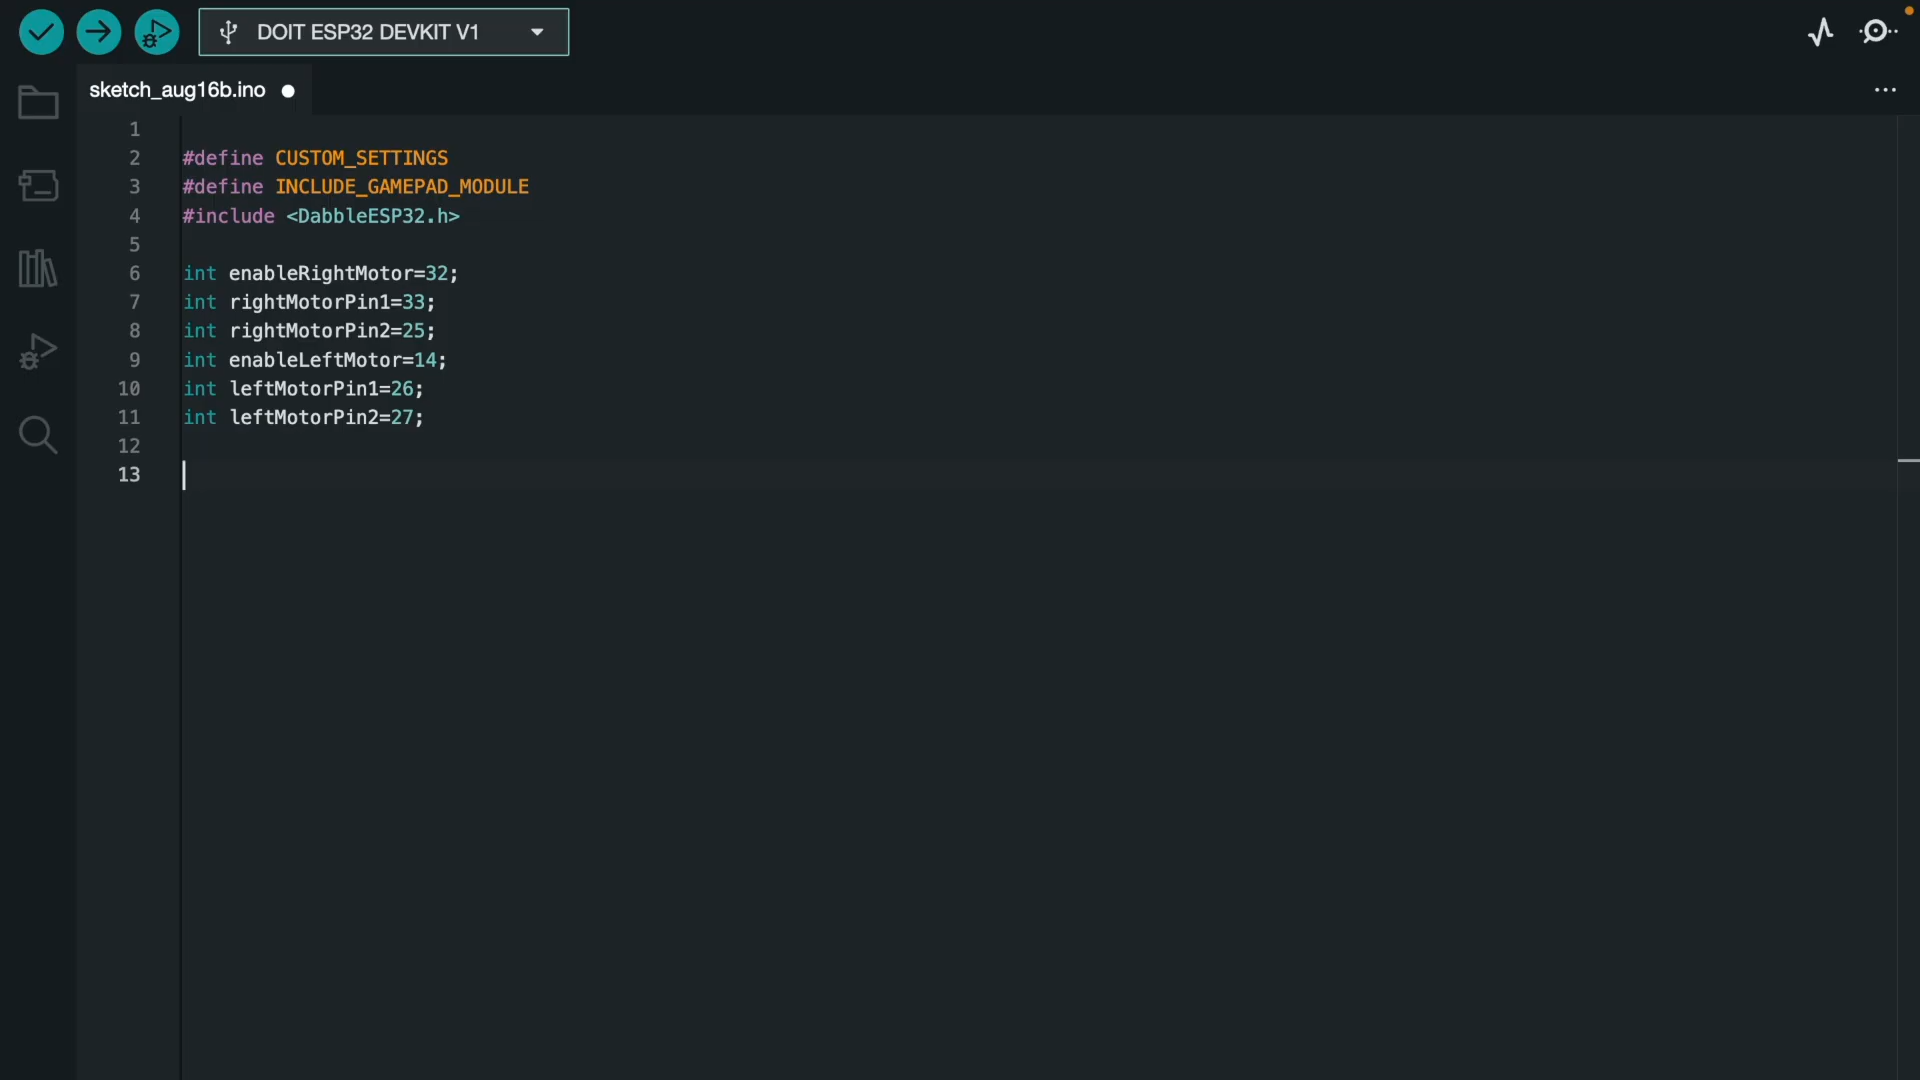 DOIT ESP32 DEVKIT V1
sketch_aug16b.ino
1
2 #define CUSTOM_SETTINGS
3 #define INCLUDE_GAMEPAD_MODULE
4 #include <DabbleESP32.h>
5
6 int enableRightMotor=32;
7 int rightMotorPin1=33;
8 int rightMotorPin2=25;
9 int enableLeftMotor=14;
10 int leftMotorPin1=26;
11 int leftMotorPin2=27;
12
13